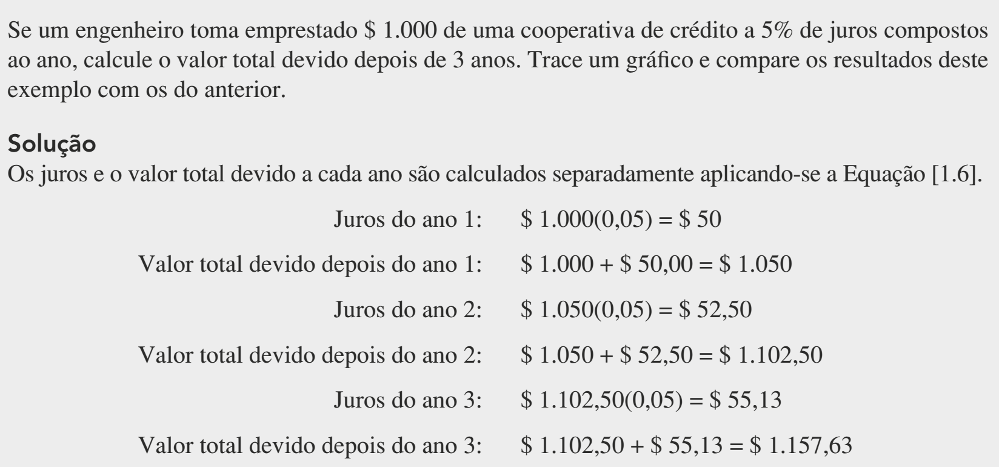 Se um engenheiro toma emprestado $ 1.000 de uma cooperativa de crédito a 5% de juros compostos
ao ano, calcule o valor total devido depois de 3 anos. Trace um gráfico e compare os resultados deste
exemplo com os do anterior.
Solução
Os juros e o valor total devido a cada ano são calculados separadamente aplicando-se a Equação [1.6].
Juros do ano 1: $ 1.000(0,05) = $ 50
Valor total devido depois do ano 1: $ 1.000 + $ 50,00 = $ 1.050
Juros do ano 2: $ 1.050(0,05) = $ 52,50
Valor total devido depois do ano 2: $ 1.050 + $ 52,50 = $ 1.102,50
Juros do ano 3: $ 1.102,50(0,05) = $ 55,13
Valor total devido depois do ano 3: $ 1.102,50 + $ 55,13 = $ 1.157,63